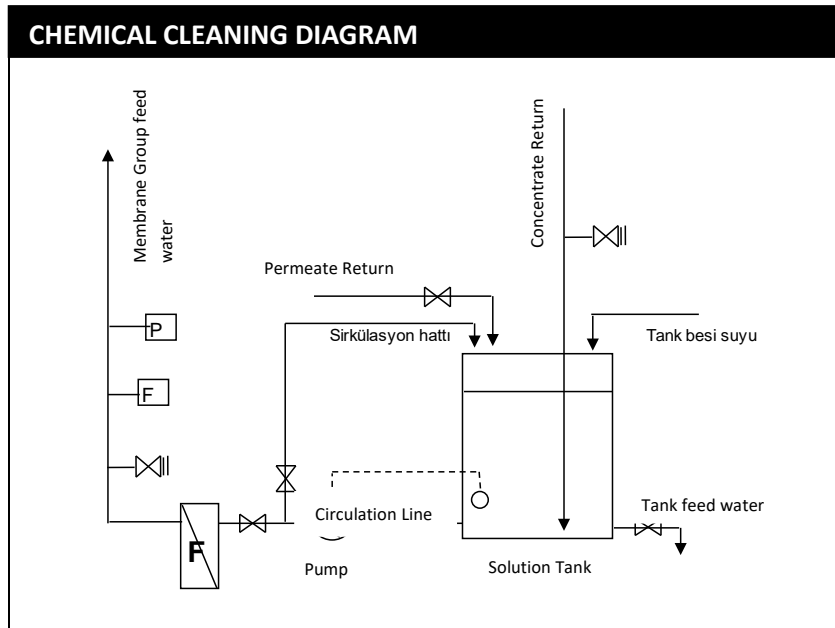 CHEMICAL CLEANING DIAGRAM
Membrane Group feed
water
Concentrate Return
Permeate Return
Sirkülasyon hattı
Tank besi suyu
P
F
Tank feed water
Circulation Line
F
Pump
Solution Tank